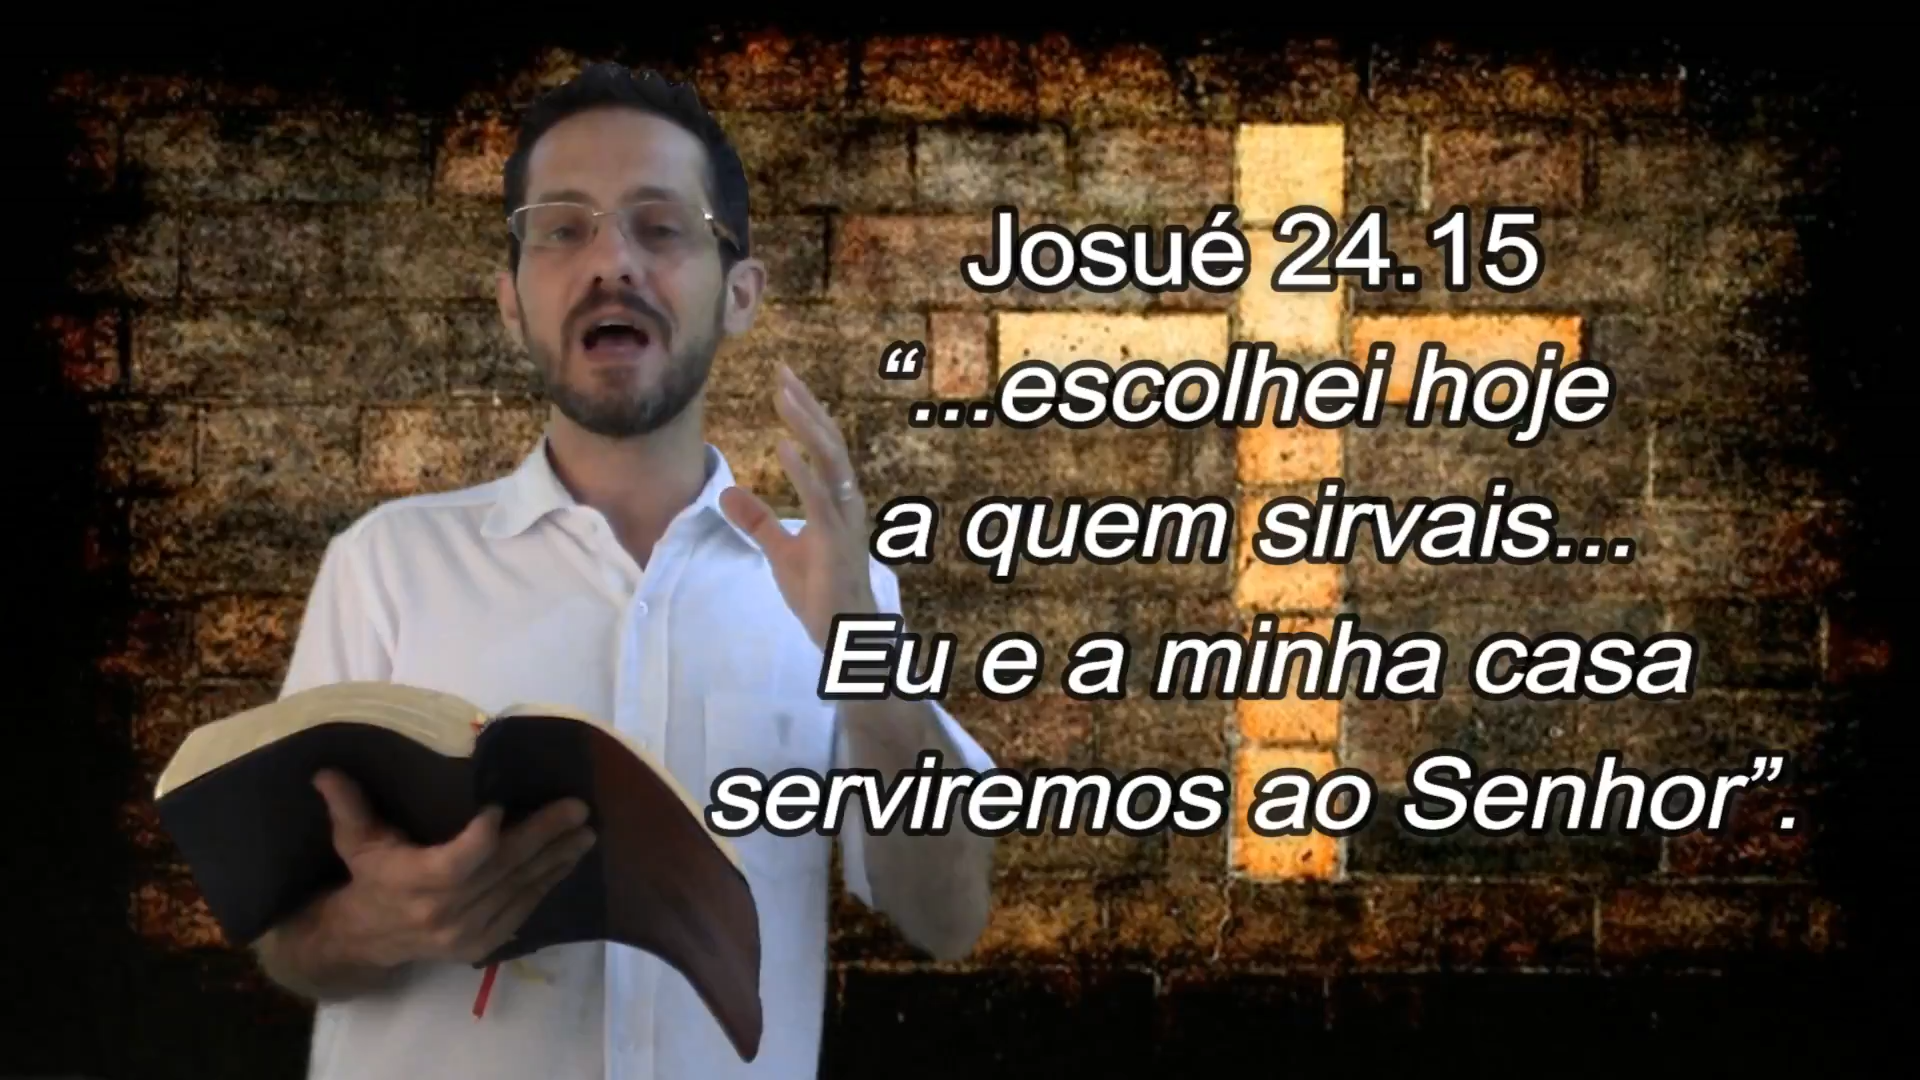 Josué 24.15
“...escolhei hoje
a quem sirvais...
Eu e a minha casa
serviremos ao Senhor”.